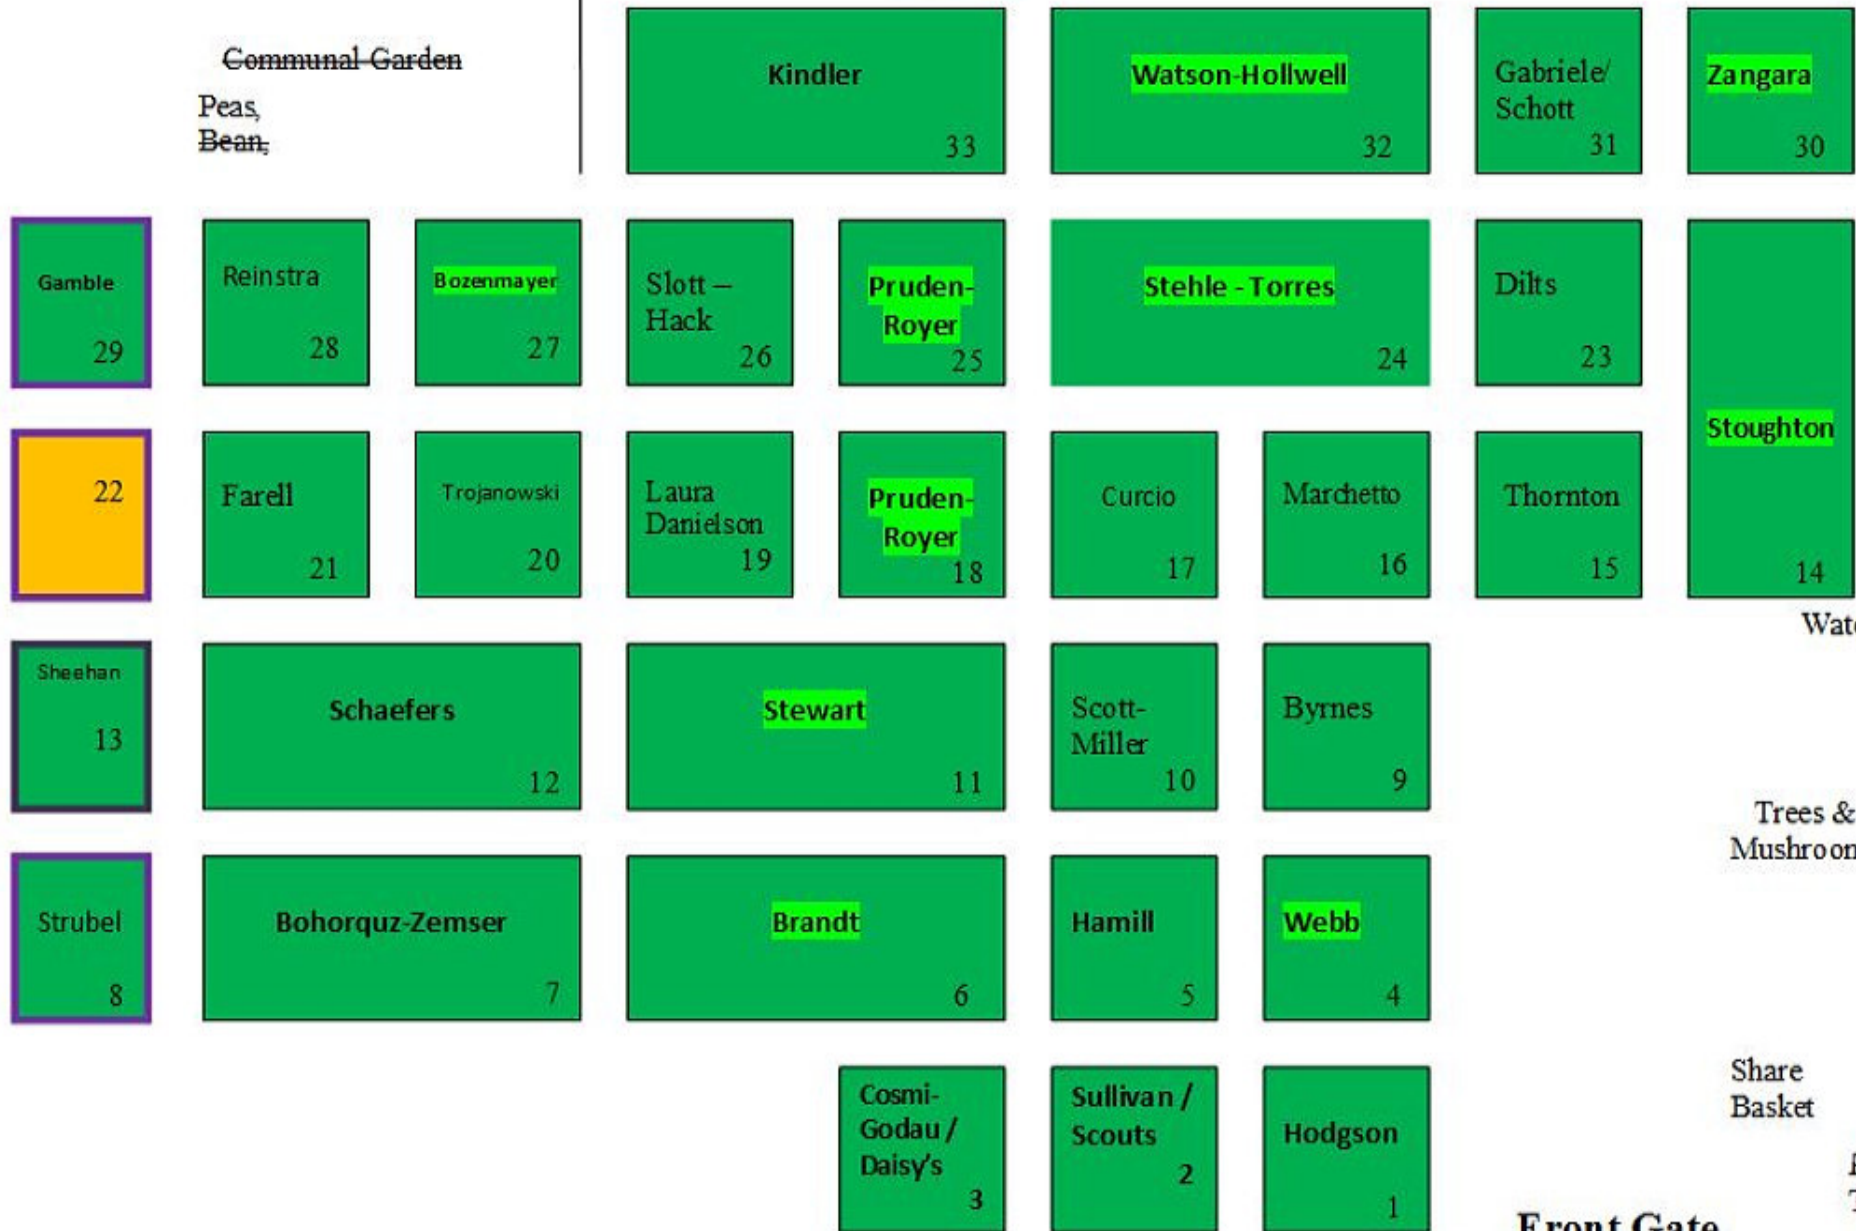 Communal Garden
Peas,
Bean,
Kindler
33
Watson-Hollwell
32
Gabriele/
Schott
31
Zangara
30
Gamble
29
Reinstra
28
Bozenmayer
27
Slott –
Hack
26
Pruden-
Royer
25
Stehle - Torres
24
Dilts
23
Stoughton
14
22
Farell
21
Trojanowski
20
Laura
Danielson
19
Pruden-
Royer
18
Curcio
17
Marchetto
16
Thornton
15
Sheehan
13
Schaefers
12
Stewart
11
Scott-
Miller
10
Byrnes
9
Trees &
Strubel
8
Bohorquz-Zemser
7
Brandt
6
Hamill
5
Webb
4
Cosmi-
Godau /
Daisy's
3
Sullivan /
Scouts
2
Hodgson
1
Share
Basket
Front Gate